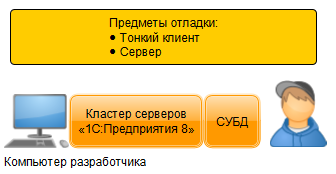 Предметы отладки:
● Тонкий клиент
● Сервер
Кластер серверов
«1С:Предприятия 8»
СУБД
Компьютер разработчика